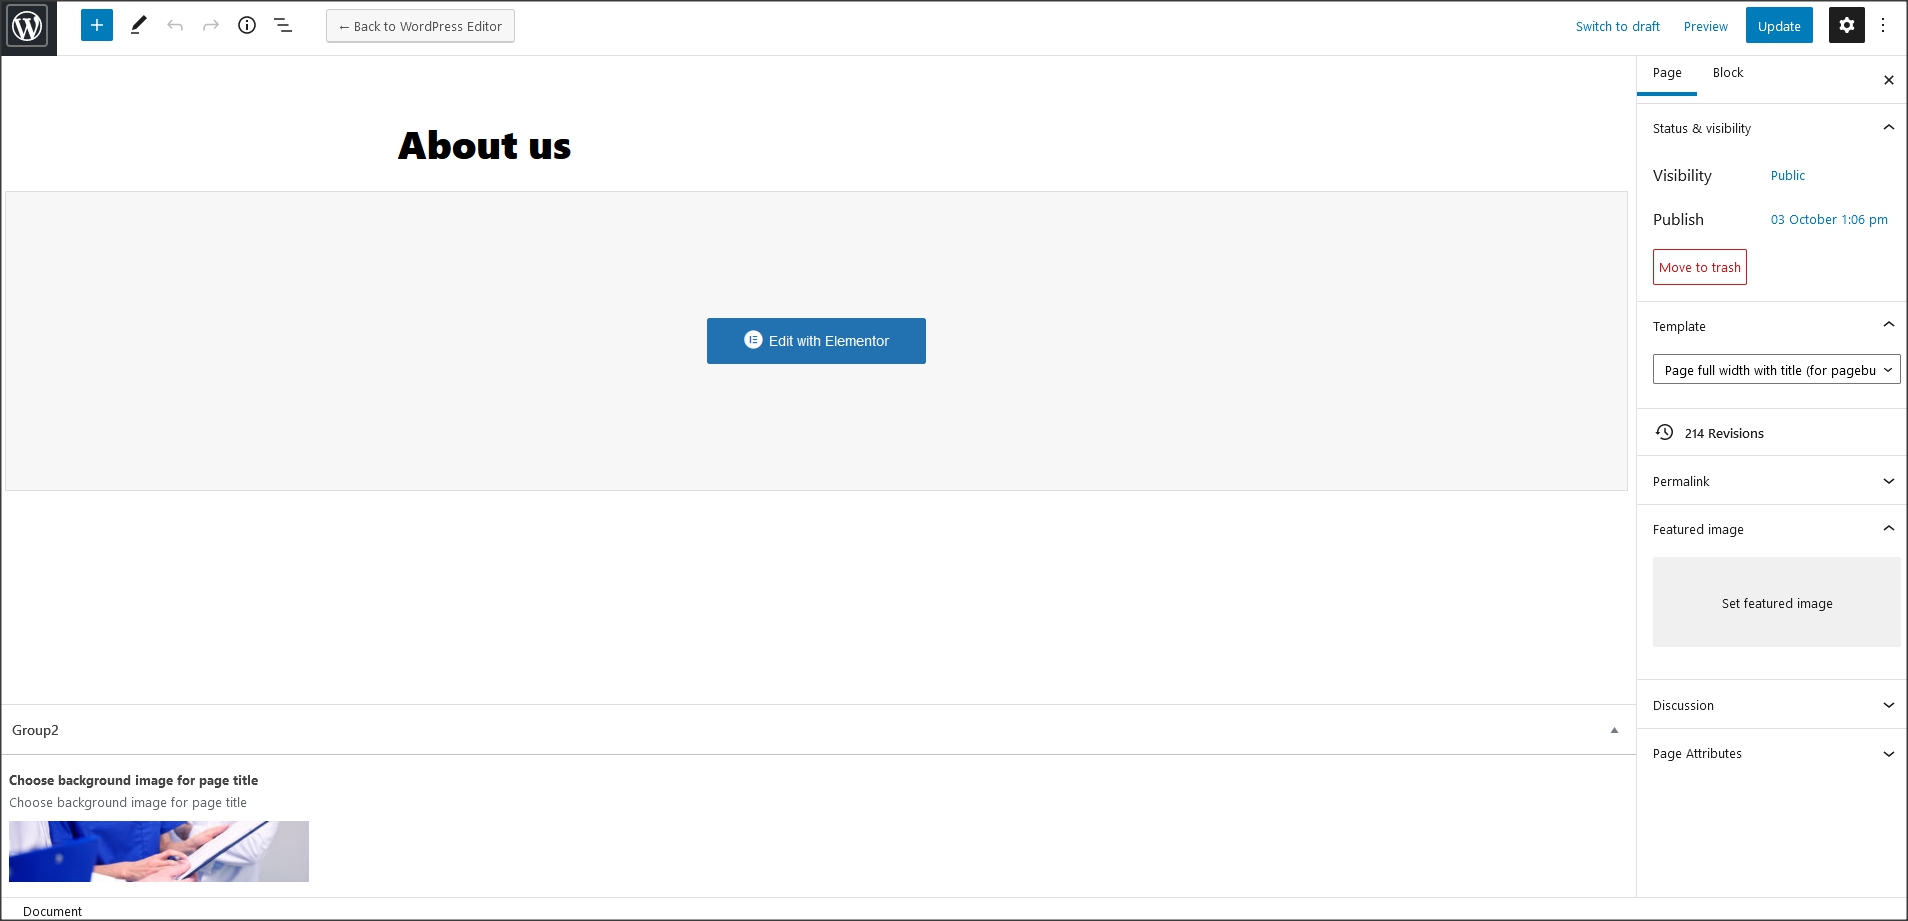 ← Back to WordPress Editor
Switch to draft
Preview
Update
Page
Block
About us
Edit with Elementor
Status & visibility
Visibility
Public
Publish
03 October 1:06 pm
Move to trash
Template
Page full width with title (for pagebu
214 Revisions
Permalink
Featured image
Set featured image
Discussion
Page Attributes
Group2
Choose background image for page title
Choose background image for page title
Document